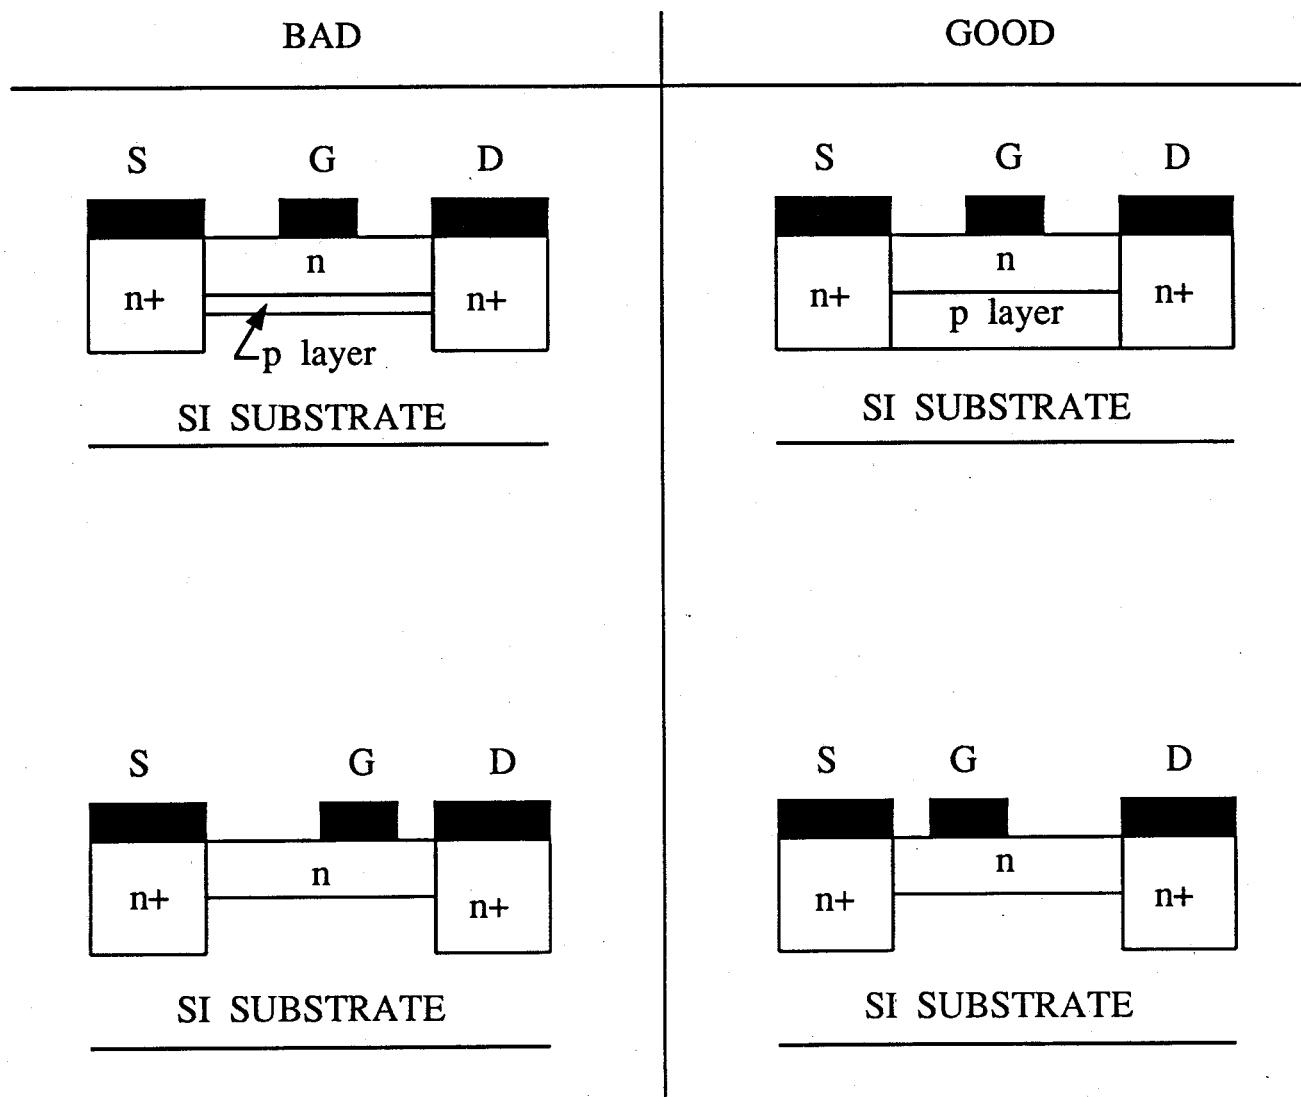 BAD
GOOD
S G D
n
n+ n+
p layer
SI SUBSTRATE
S G D
n
n+ n+
p layer
SI SUBSTRATE
S G D
n
n+ n+
SI SUBSTRATE
S G D
n
n+ n+
SI SUBSTRATE